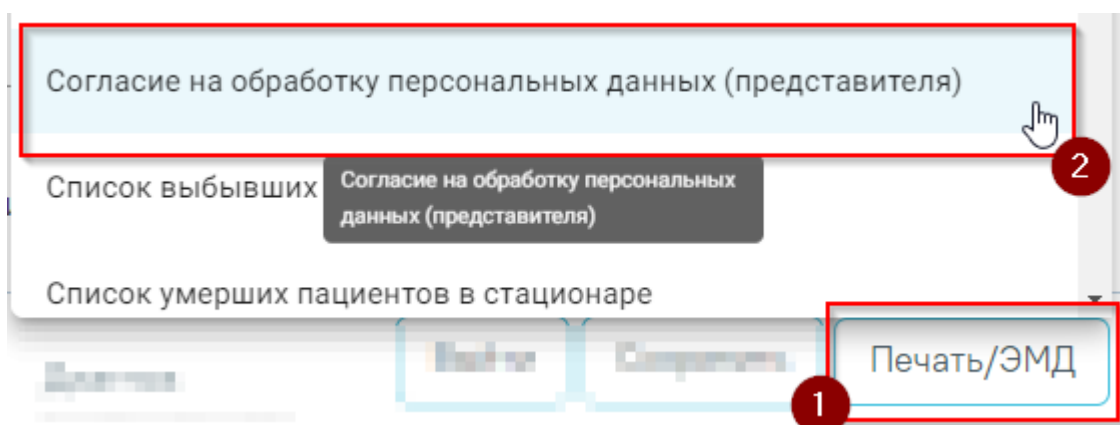 Согласие на обработку персональных данных (представителя)
2
Список выбывших
Согласие на обработку персональных
данных (представителя)
Список умерших пациентов в стационаре
Печать/ЭМД
1